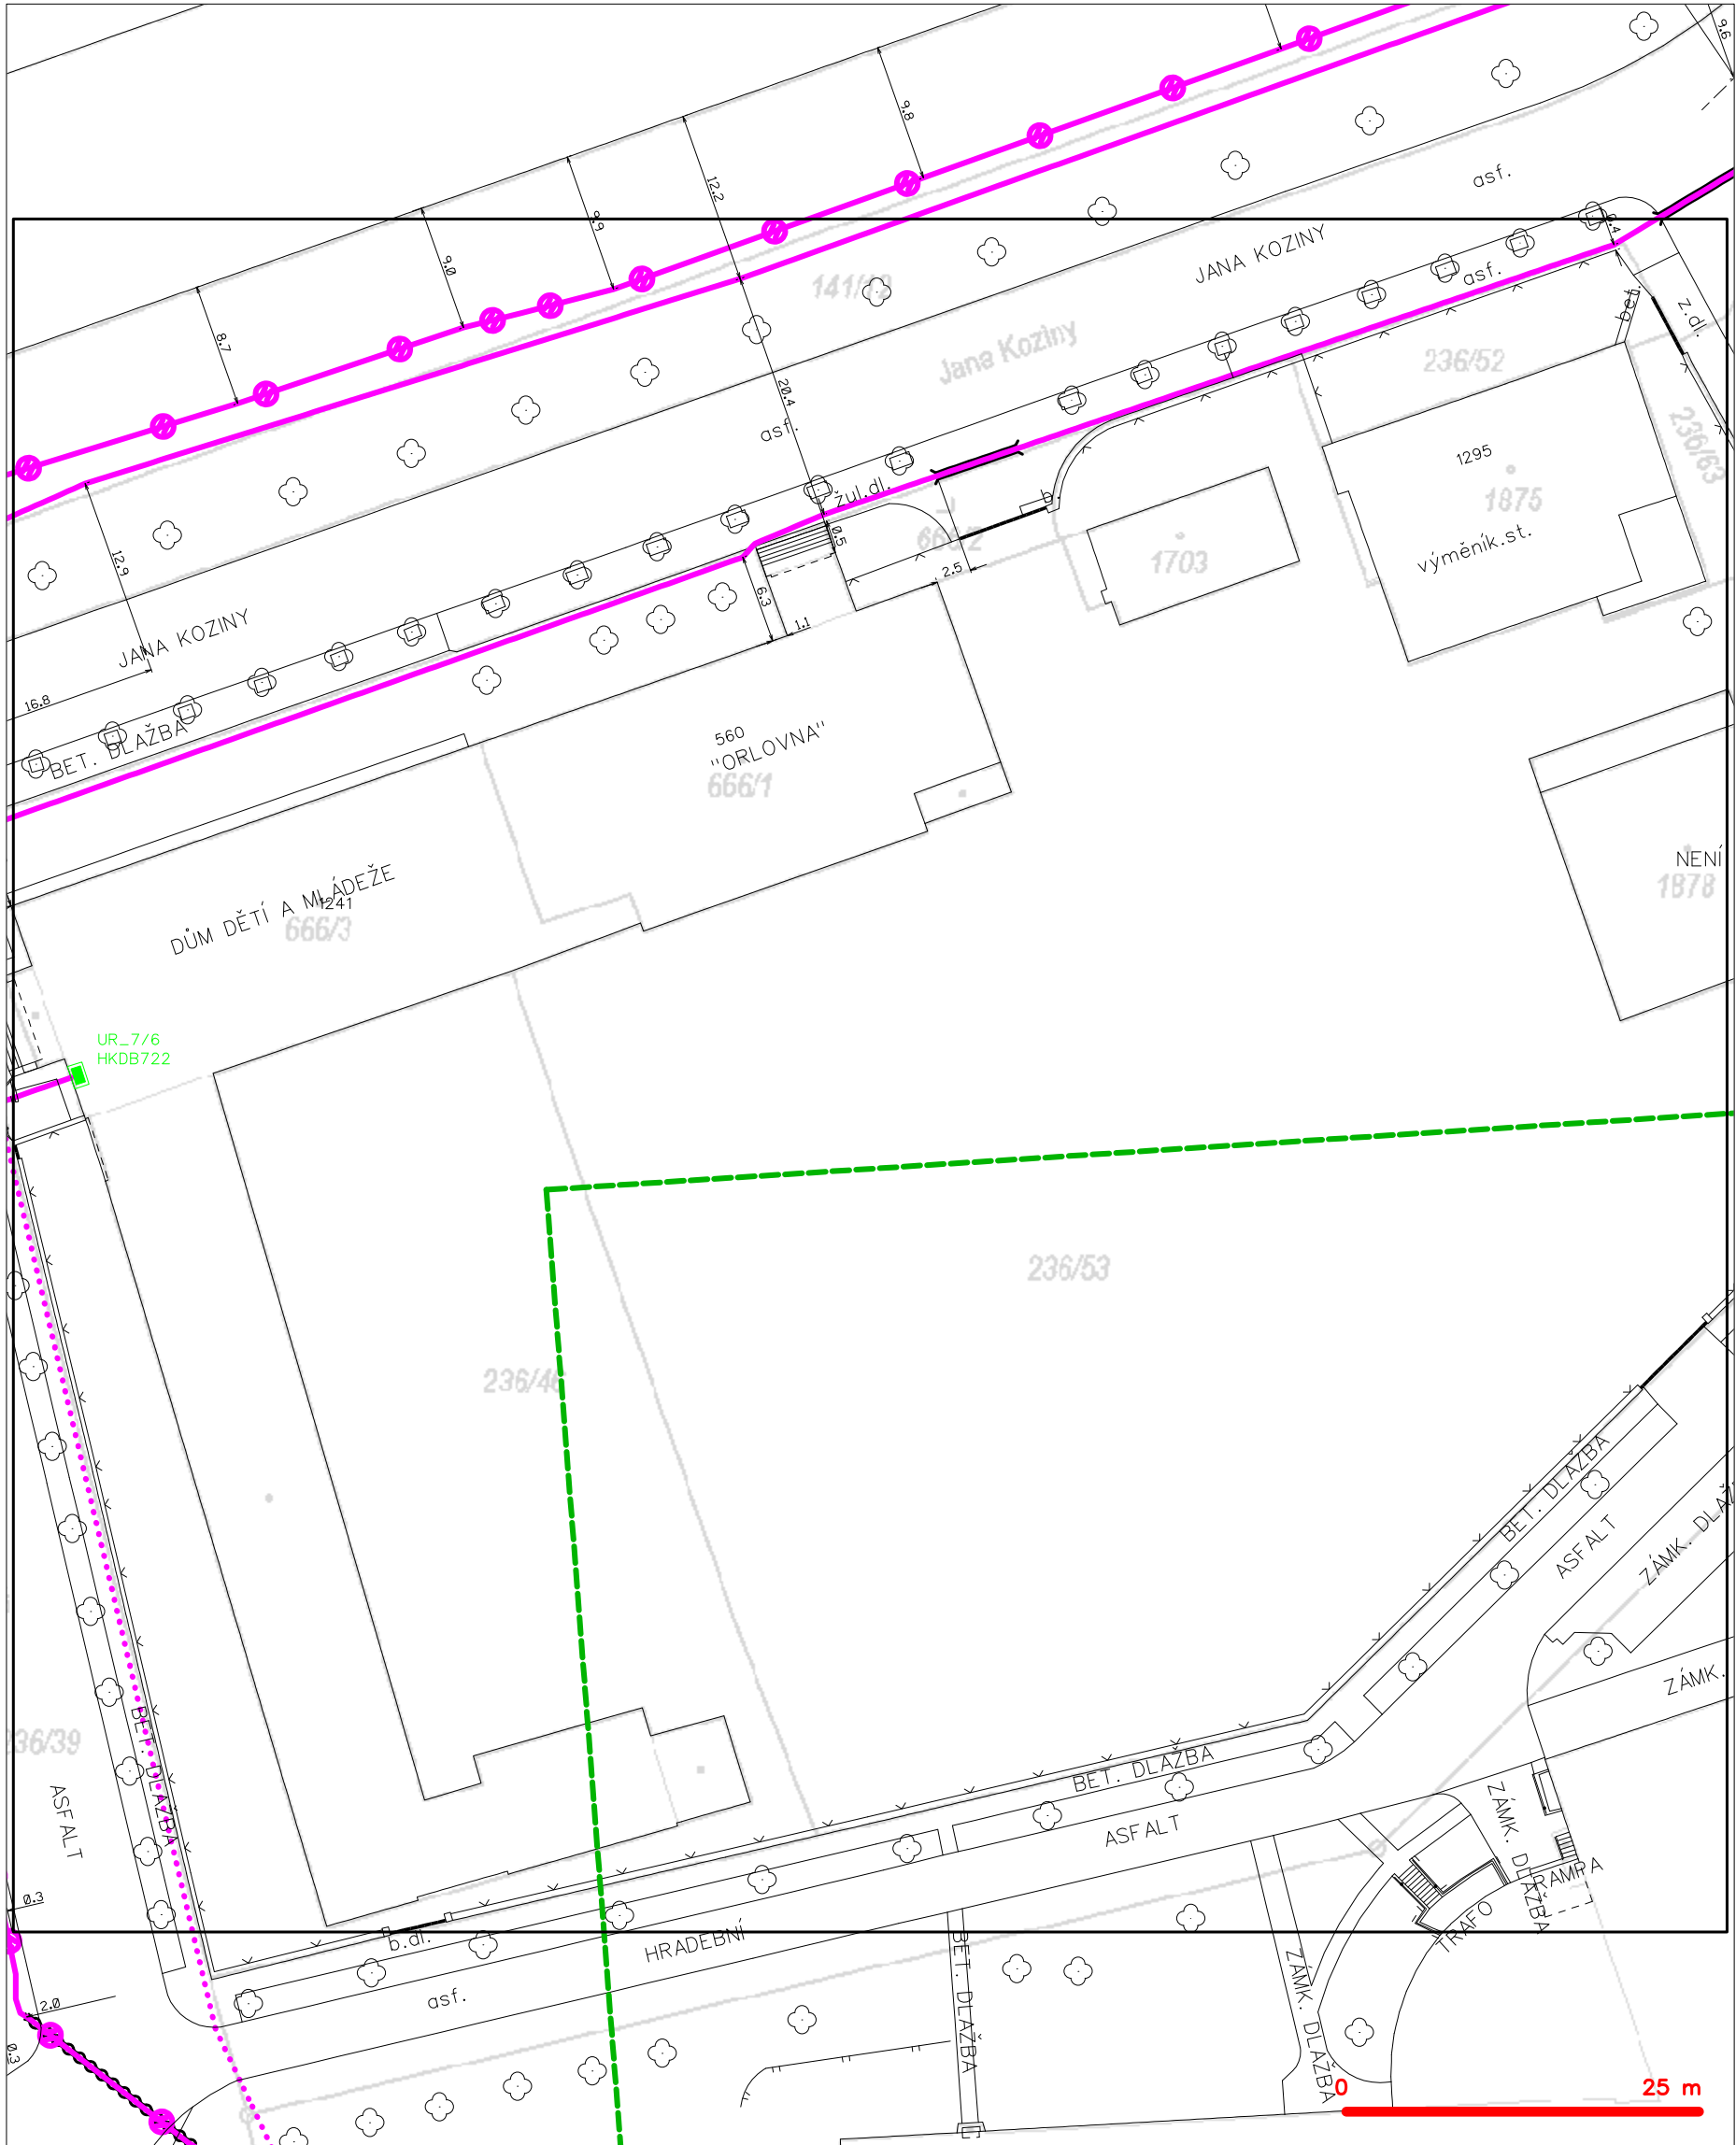 9.6
9.8
12.2
9.9
9.0
8.7
asf.
JANA KOZINY
asf.
0.4
141/12
Jana Koziny
236/52
z.dl.
236/63
20.4
asf.
1295
1875
výměník.st.
žul.dl.
b.
0.5
1703
2.5
12.9
6.3
1.1
JANA KOZINY
16.8
BET. DLAŽBA
560
"ORLOVNA"
666/1
NENÍ
1878
DŮM DĚTÍ A MLÁDEŽE
1241
666/3
UR_7/6
HKDB722
236/53
236/46
BET. DLAŽBA
ASFALT
ZÁMK. DLAŽ
ZÁMK.
36/39
BET. DLAŽBA
ASFALT
BET. DLAŽBA
ASFALT
ZÁMK. DLAŽBA
RAMPA
TRAFO
0.3
b.dl.
HRADEBNÍ
BET. DLAŽBA
ZÁMK. DLAŽBA
asf.
2.0
0.3
0 25 m